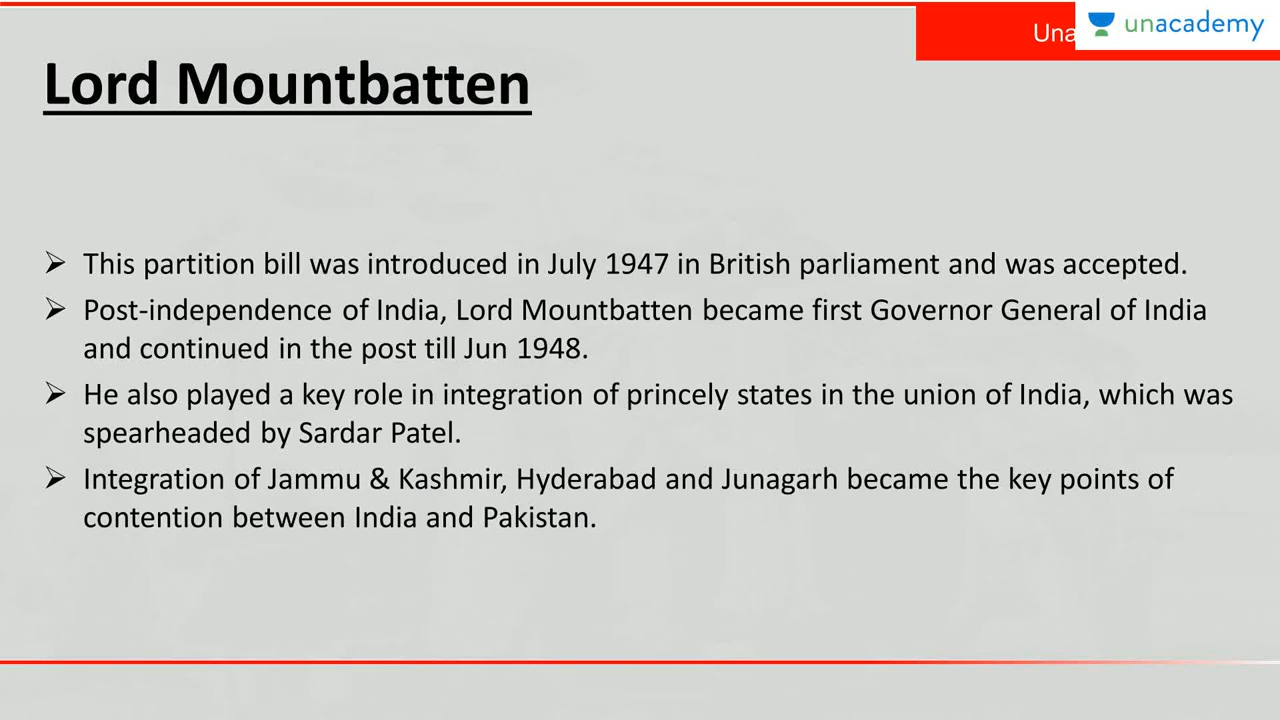 Una
unacademy
Lord Mountbatten
➢ This partition bill was introduced in July 1947 in British parliament and was accepted.
➢ Post-independence of India, Lord Mountbatten became first Governor General of India
and continued in the post till Jun 1948.
➢ He also played a key role in integration of princely states in the union of India, which was
spearheaded by Sardar Patel.
➢ Integration of Jammu & Kashmir, Hyderabad and Junagarh became the key points of
contention between India and Pakistan.